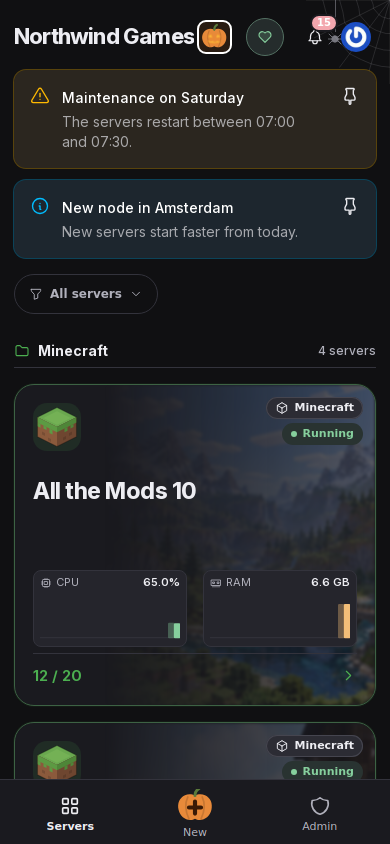 Northwind Games
15
Maintenance on Saturday
The servers restart between 07:00
and 07:30.
New node in Amsterdam
New servers start faster from today.
All servers
Minecraft
4 servers
Minecraft
Running
All the Mods 10
CPU
65.0%
RAM
6.6 GB
12 / 20
Minecraft
Running
Servers
New
Admin